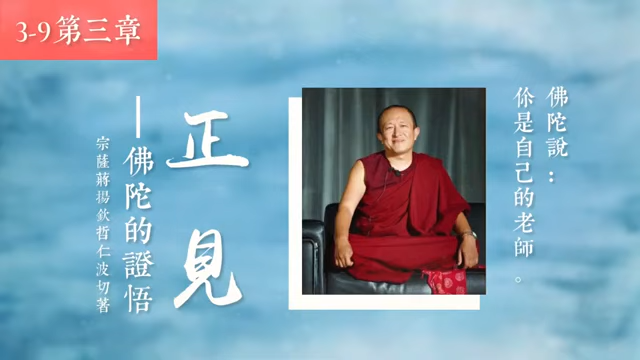 3-9第三章
正見
—佛陀的證悟
宗薩蔣揚欽哲仁波切著
佛陀說：
你是自己的老師。